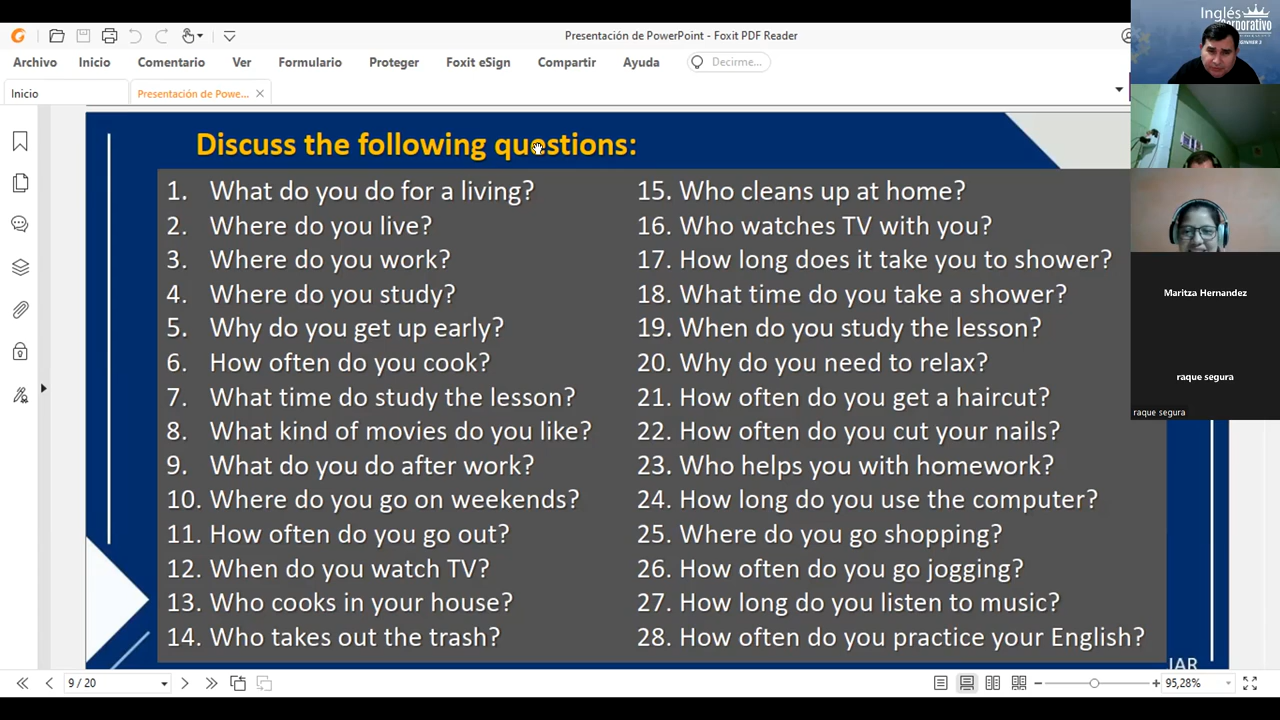 Presentación de PowerPoint - Foxit PDF Reader
Archivo Inicio Comentario Ver Formulario Proteger Foxit eSign Compartir Ayuda Decirme...
Inicio Presentación de Powe...
Discuss the following questions:
1. What do you do for a living?
2. Where do you live?
3. Where do you work?
4. Where do you study?
5. Why do you get up early?
6. How often do you cook?
7. What time do study the lesson?
8. What kind of movies do you like?
9. What do you do after work?
10. Where do you go on weekends?
11. How often do you go out?
12. When do you watch TV?
13. Who cooks in your house?
14. Who takes out the trash?
15. Who cleans up at home?
16. Who watches TV with you?
17. How long does it take you to shower?
18. What time do you take a shower?
19. When do you study the lesson?
20. Why do you need to relax?
21. How often do you get a haircut?
22. How often do you cut your nails?
23. Who helps you with homework?
24. How long do you use the computer?
25. Where do you go shopping?
26. How often do you go jogging?
27. How long do you listen to music?
28. How often do you practice your English?
IAR
9 / 20
95,28%
Inglés
Corporativo
BEGINNER 2
Maritza Hernandez
raque segura
raque segura